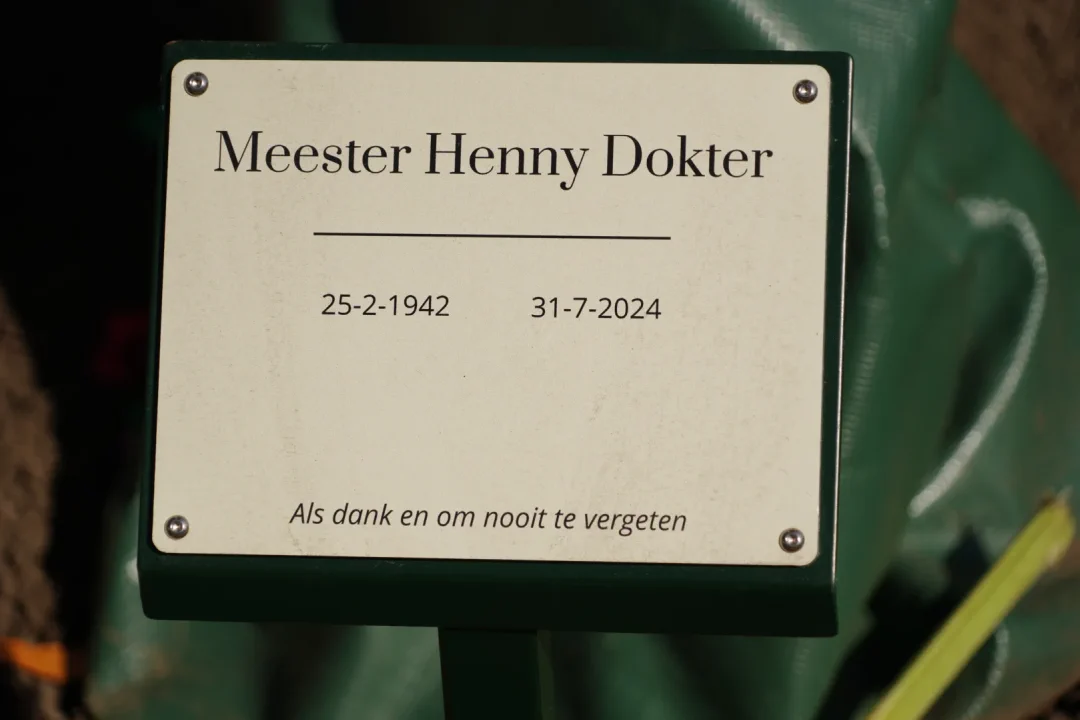 Meester Henny Dokter
25-2-1942 31-7-2024
Als dank en om nooit te vergeten